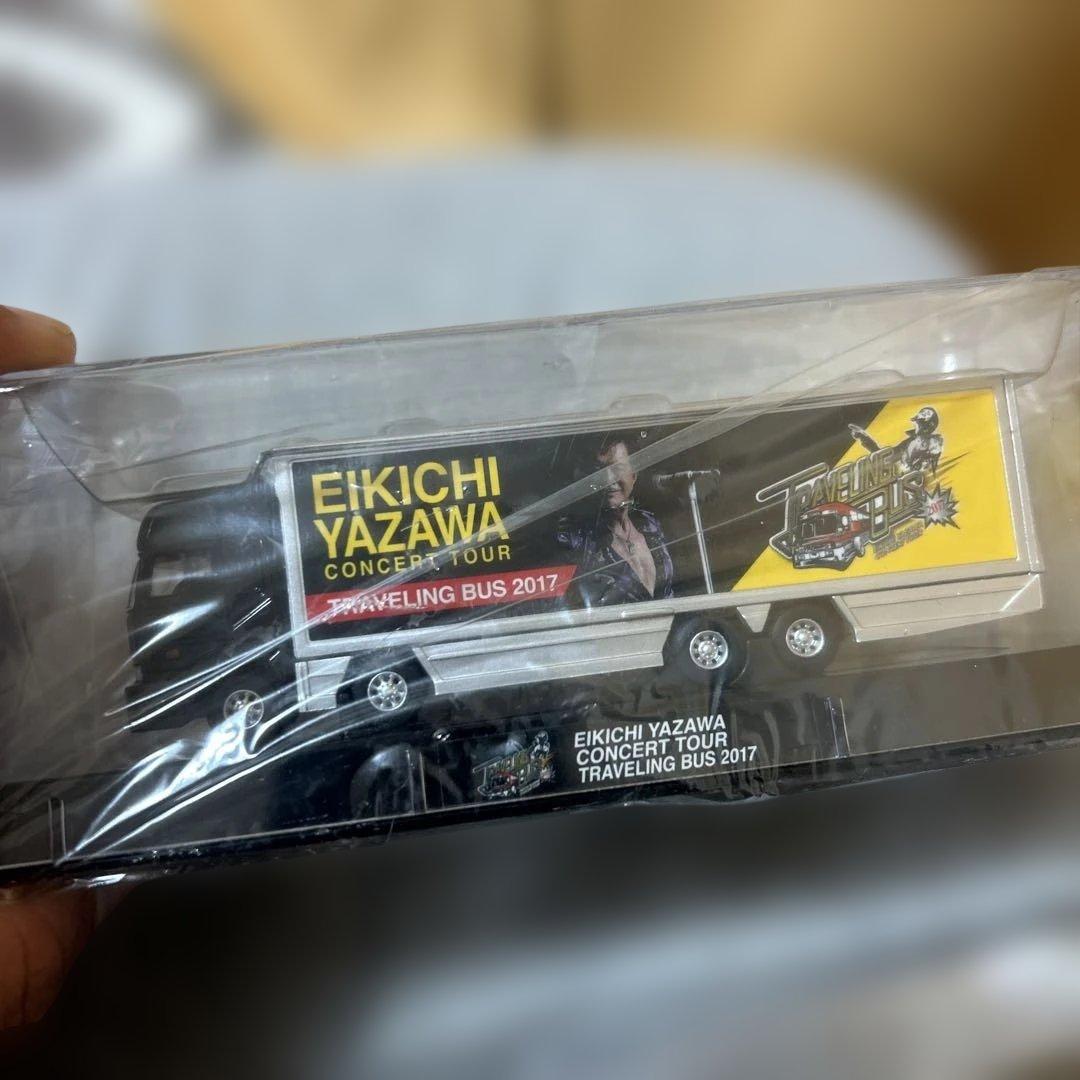 EIKICHI
YAZAWA
CONCERT TOUR
TRAVELING BUS 2017
TRAVELING
BUS
EIKICHI YAZAWA
CONCERT TOUR
TRAVELING BUS 2017